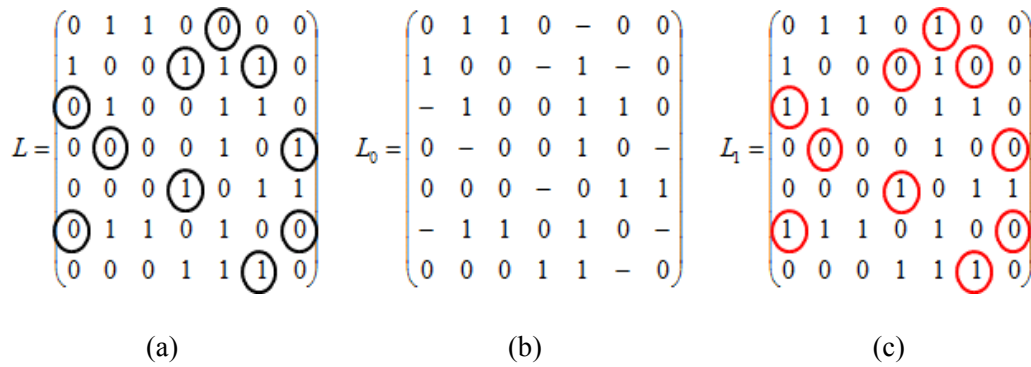 0 1 1 0 0 0 0 0 1 1 0 – 0 0 0 1 1 0 1 0 0
1 0 0 1 1 1 0 1 0 0 – 1 – 0 1 0 0 0 1 0 0
0 1 0 0 1 1 0 – 1 0 0 1 1 0 1 1 0 0 1 1 0
L = 0 0 0 0 1 0 1 L₀ = 0 – 0 0 1 0 – L₁ = 0 0 0 0 1 0 0
0 0 0 1 0 1 1 0 0 0 – 0 1 1 0 0 0 1 0 1 1
0 1 1 0 1 0 0 – 1 1 0 1 0 – 1 1 1 0 1 0 0
0 0 0 1 1 1 0 0 0 0 1 1 – 0 0 0 0 1 1 1 0
(a) (b) (c)